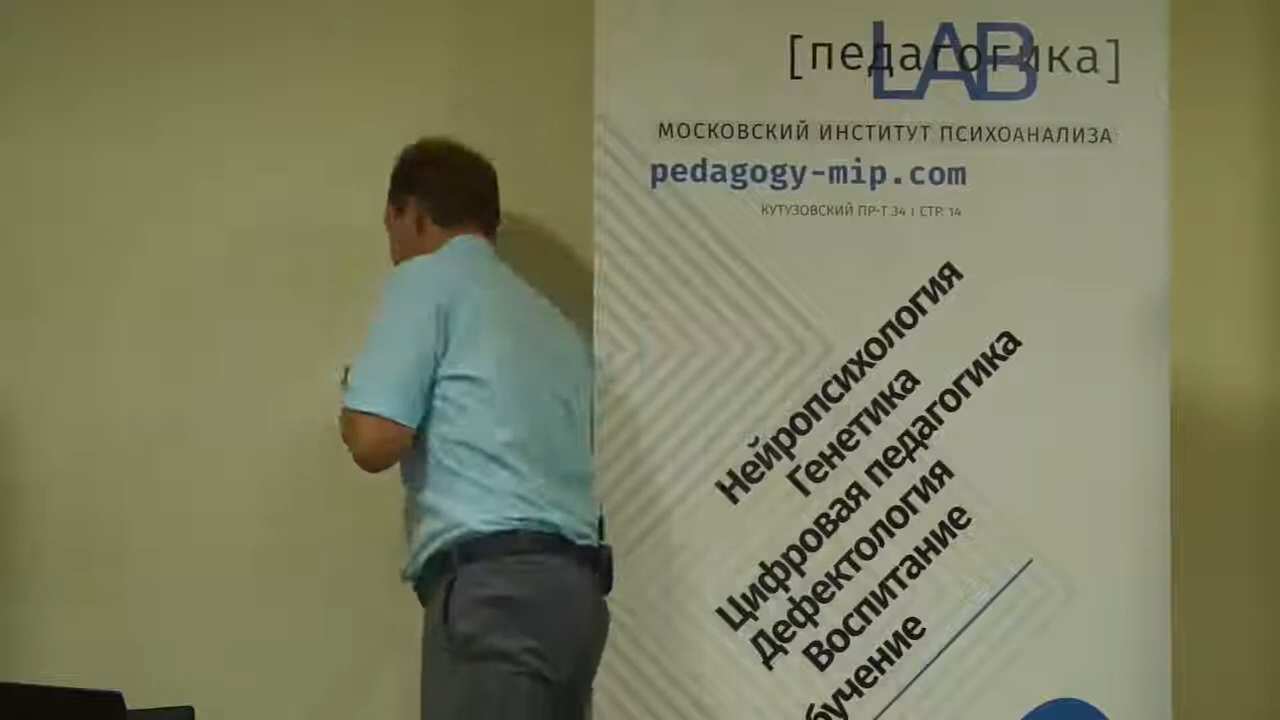 [педагогика]
LAB
МОСКОВСКИЙ ИНСТИТУТ ПСИХОАНАЛИЗА
pedagogy-mip.com
КУТУЗОВСКИЙ ПР-Т 34 | СТР. 14
Нейропсихология
Генетика
Цифровая педагогика
Дефектология
Воспитание
бучение